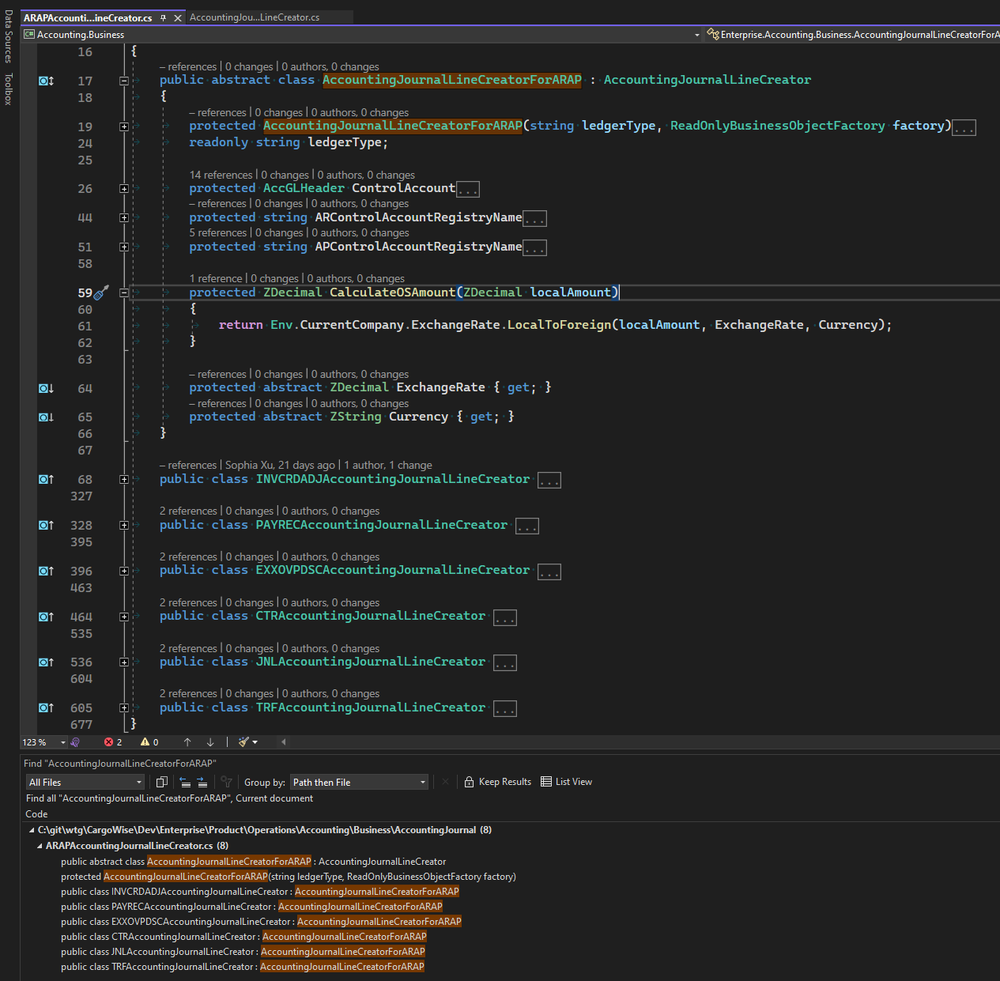 Data Sources
Toolbox
ARAPAccounti...ineCreator.cs
AccountingJou...LineCreator.cs
C# Accounting.Business
Enterprise.Accounting.Business.AccountingJournalLineCreatorForA
16 {
– references | 0 changes | 0 authors, 0 changes
17 public abstract class AccountingJournalLineCreatorForARAP : AccountingJournalLineCreator
18 {
– references | 0 changes | 0 authors, 0 changes
19 protected AccountingJournalLineCreatorForARAP(string ledgerType, ReadOnlyBusinessObjectFactory factory)...
24 readonly string ledgerType;
25
14 references | 0 changes | 0 authors, 0 changes
26 protected AccGLHeader ControlAccount...
– references | 0 changes | 0 authors, 0 changes
44 protected string ARControlAccountRegistryName...
5 references | 0 changes | 0 authors, 0 changes
51 protected string APControlAccountRegistryName...
58
1 reference | 0 changes | 0 authors, 0 changes
59 protected ZDecimal CalculateOSAmount(ZDecimal localAmount)
60 {
61 return Env.CurrentCompany.ExchangeRate.LocalToForeign(localAmount, ExchangeRate, Currency);
62 }
63
– references | 0 changes | 0 authors, 0 changes
64 protected abstract ZDecimal ExchangeRate { get; }
– references | 0 changes | 0 authors, 0 changes
65 protected abstract ZString Currency { get; }
66 }
67
– references | Sophia Xu, 21 days ago | 1 author, 1 change
68 public class INVCRDADJAccountingJournalLineCreator ...
327
2 references | 0 changes | 0 authors, 0 changes
328 public class PAYRECAccountingJournalLineCreator ...
395
2 references | 0 changes | 0 authors, 0 changes
396 public class EXXOVPDSCAccountingJournalLineCreator ...
463
2 references | 0 changes | 0 authors, 0 changes
464 public class CTRAccountingJournalLineCreator ...
535
2 references | 0 changes | 0 authors, 0 changes
536 public class JNLAccountingJournalLineCreator ...
604
2 references | 0 changes | 0 authors, 0 changes
605 public class TRFAccountingJournalLineCreator ...
677 }
123 % 2 0
Find "AccountingJournalLineCreatorForARAP"
All Files Group by: Path then File Keep Results List View
Find all "AccountingJournalLineCreatorForARAP", Current document
Code
C:\git\wtg\CargoWise\Dev\Enterprise\Product\Operations\Accounting\Business\AccountingJournal (8)
ARAPAccountingJournalLineCreator.cs (8)
public abstract class AccountingJournalLineCreatorForARAP : AccountingJournalLineCreator
protected AccountingJournalLineCreatorForARAP(string ledgerType, ReadOnlyBusinessObjectFactory factory)
public class INVCRDADJAccountingJournalLineCreator : AccountingJournalLineCreatorForARAP
public class PAYRECAccountingJournalLineCreator : AccountingJournalLineCreatorForARAP
public class EXXOVPDSCAccountingJournalLineCreator : AccountingJournalLineCreatorForARAP
public class CTRAccountingJournalLineCreator : AccountingJournalLineCreatorForARAP
public class JNLAccountingJournalLineCreator : AccountingJournalLineCreatorForARAP
public class TRFAccountingJournalLineCreator : AccountingJournalLineCreatorForARAP